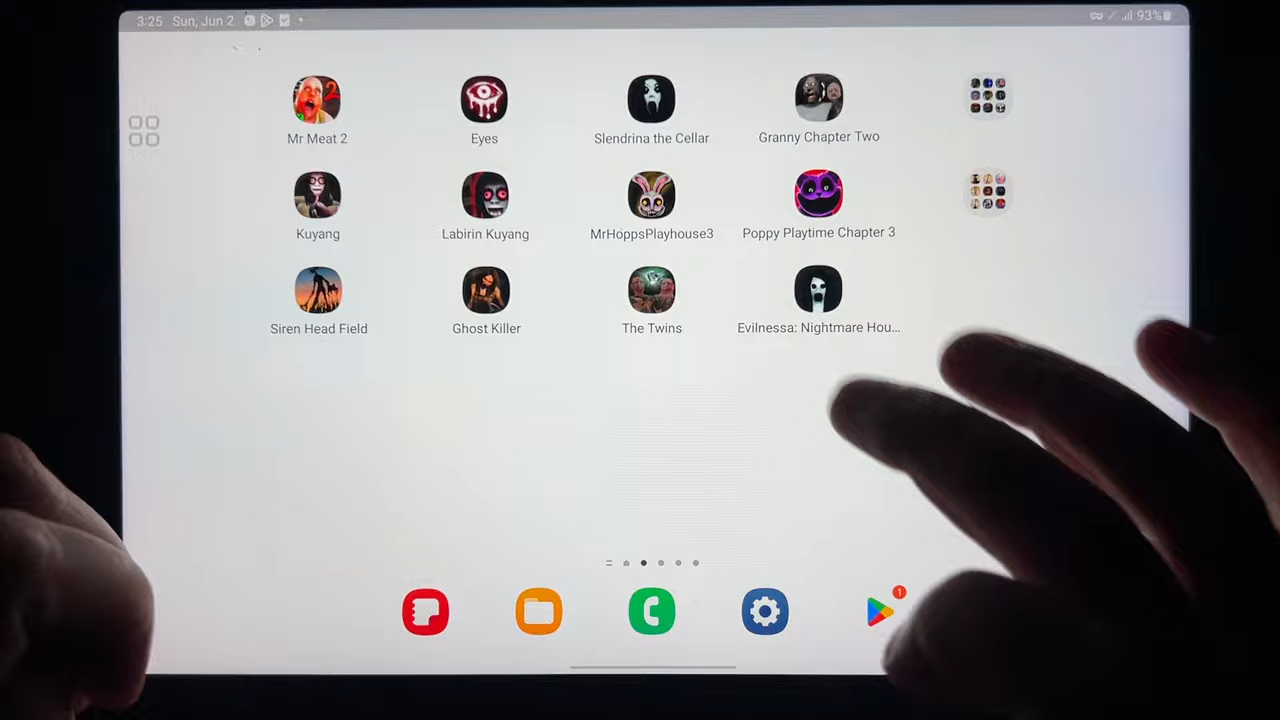 3:25 Sun, Jun 2
93%
Mr Meat 2
Eyes
Slendrina the Cellar
Granny Chapter Two
Kuyang
Labirin Kuyang
MrHoppsPlayhouse3
Poppy Playtime Chapter 3
Siren Head Field
Ghost Killer
The Twins
Evilnessa: Nightmare Hou...
2
1